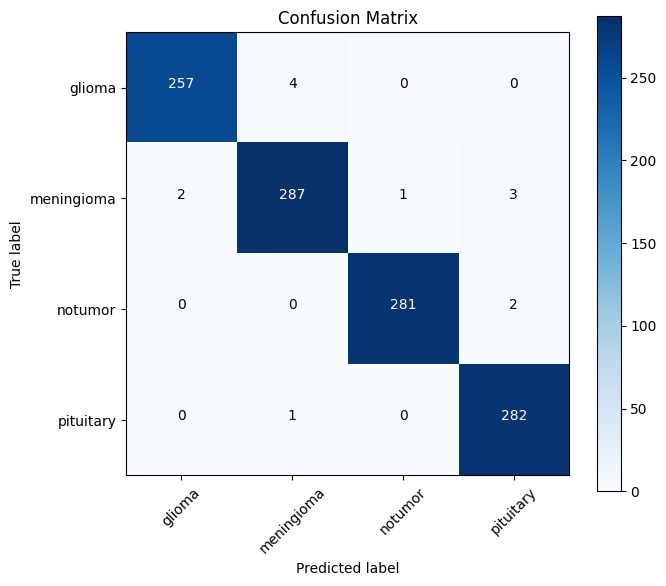 Confusion Matrix
True label
glioma 257 4 0 0
meningioma 2 287 1 3
notumor 0 0 281 2
pituitary 0 1 0 282
glioma meningioma notumor pituitary
Predicted label
250
200
150
100
50
0